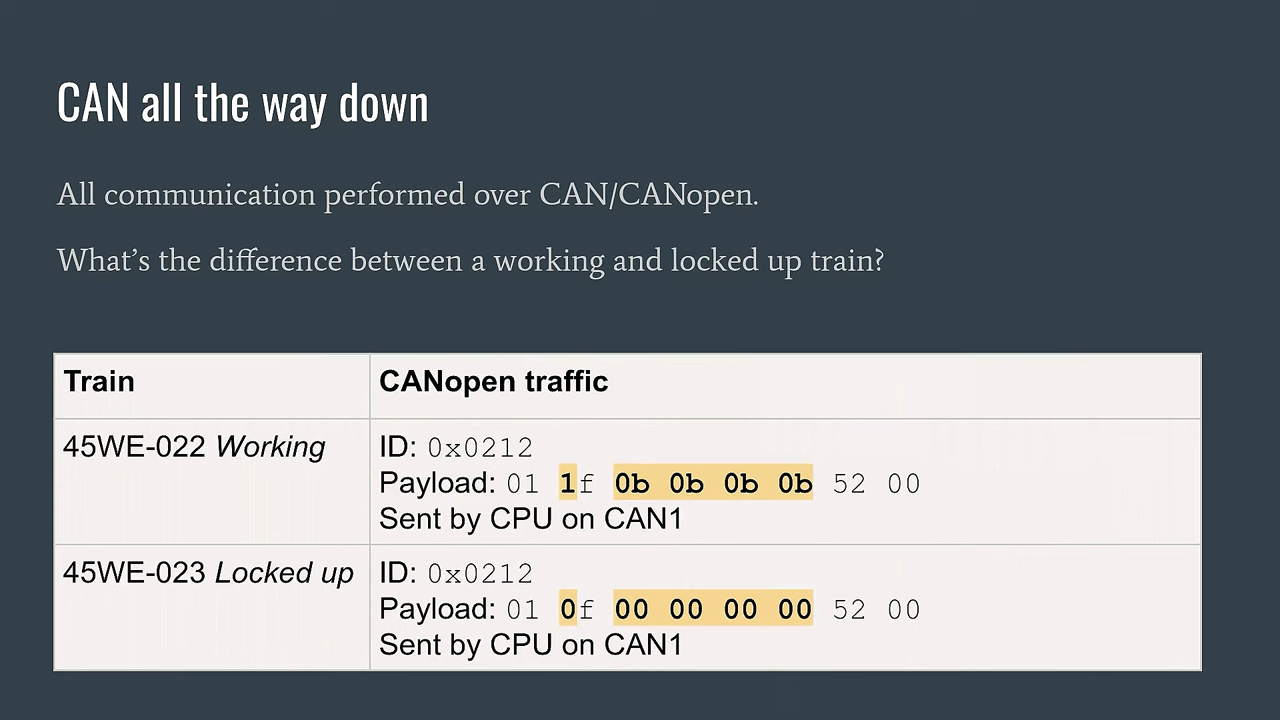 CAN all the way down
All communication performed over CAN/CANopen.
What’s the difference between a working and locked up train?
Train
CANopen traffic
45WE-022 Working
ID: 0x0212
Payload: 01 1f 0b 0b 0b 0b 52 00
Sent by CPU on CAN1
45WE-023 Locked up
ID: 0x0212
Payload: 01 0f 00 00 00 00 52 00
Sent by CPU on CAN1